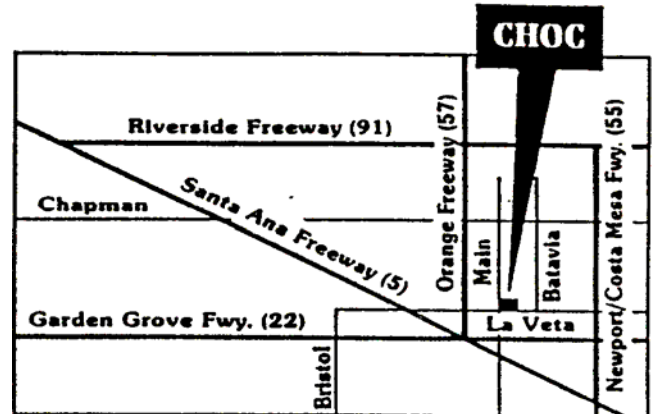 CHOC
Riverside Freeway (91)
Orange Freeway (57)
Newport/Costa Mesa Fwy. (55)
Chapman
Santa Ana Freeway (5)
Main
Batavia
Garden Grove Fwy. (22)
La Veta
Bristol